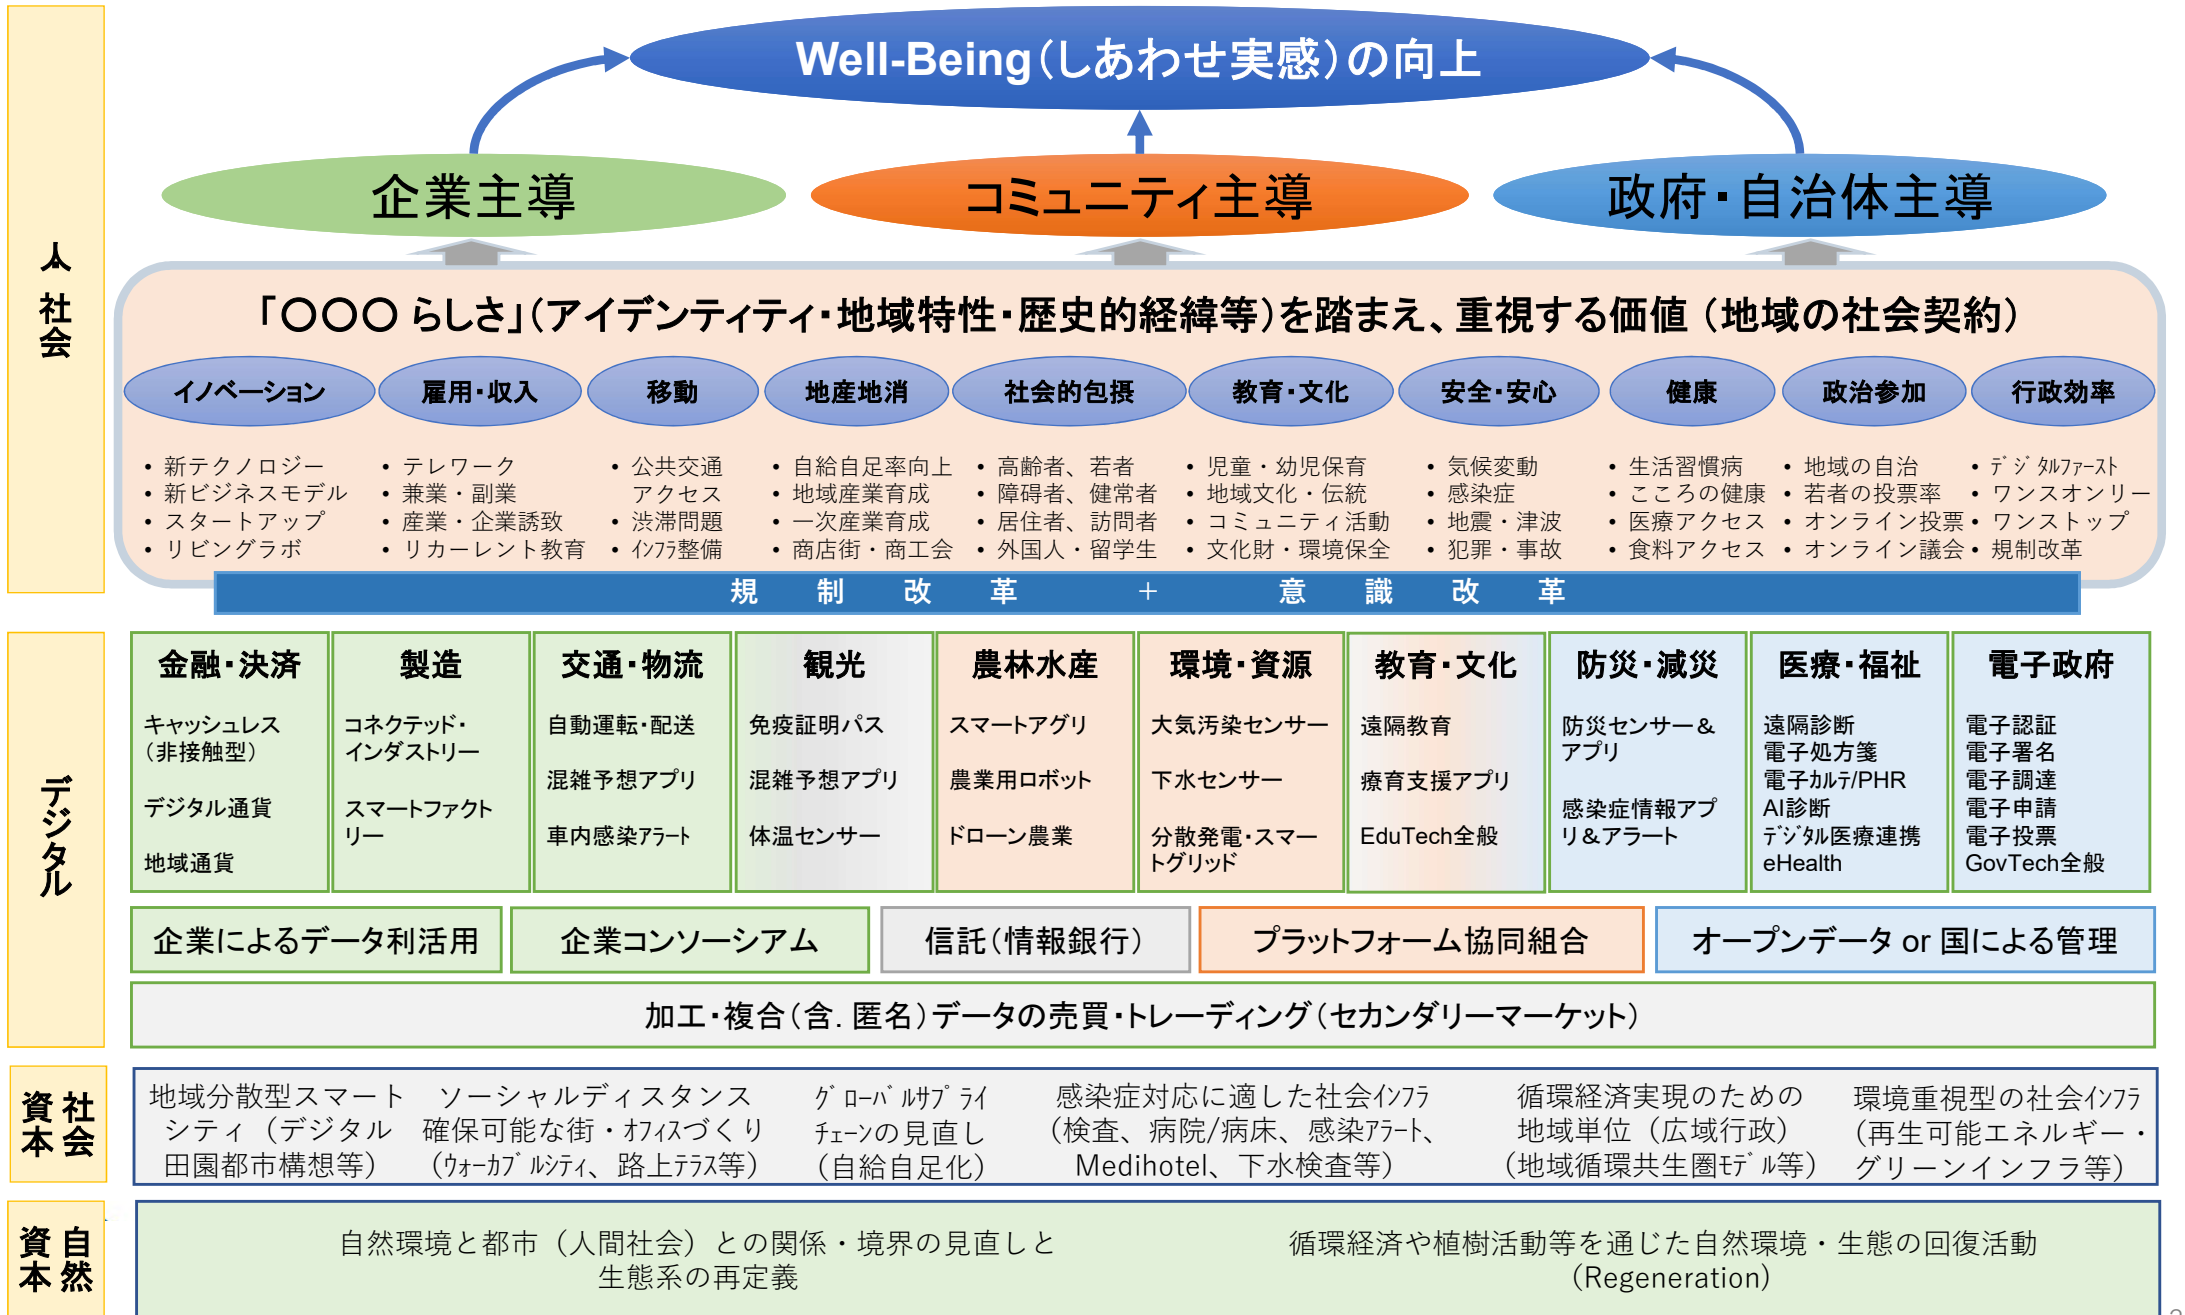 Well-Being(しあわせ実感)の向上
企業主導
コミュニティ主導
政府・自治体主導
人・社会
「〇〇〇 らしさ」(アイデンティティ・地域特性・歴史的経緯等)を踏まえ、重視する価値 (地域の社会契約)
イノベーション
雇用・収入
移動
地産地消
社会的包摂
教育・文化
安全・安心
健康
政治参加
行政効率
• 新テクノロジー
• 新ビジネスモデル
• スタートアップ
• リビングラボ
• テレワーク
• 兼業・副業
• 産業・企業誘致
• リカーレント教育
• 公共交通
アクセス
• 渋滞問題
• インフラ整備
• 自給自足率向上
• 地域産業育成
• 一次産業育成
• 商店街・商工会
• 高齢者、若者
• 障碍者、健常者
• 居住者、訪問者
• 外国人・留学生
• 児童・幼児保育
• 地域文化・伝統
• コミュニティ活動
• 文化財・環境保全
• 気候変動
• 感染症
• 地震・津波
• 犯罪・事故
• 生活習慣病
• こころの健康
• 医療アクセス
• 食料アクセス
• 地域の自治
• 若者の投票率
• オンライン投票
• オンライン議会
• デジタルファースト
• ワンスオンリー
• ワンストップ
• 規制改革
規制改革 + 意識改革
デジタル
金融・決済
キャッシュレス
(非接触型)
デジタル通貨
地域通貨
製造
コネクテッド・
インダストリー
スマートファクト
リー
交通・物流
自動運転・配送
混雑予想アプリ
車内感染アラート
観光
免疫証明パス
混雑予想アプリ
体温センサー
農林水産
スマートアグリ
農業用ロボット
ドローン農業
環境・資源
大気汚染センサー
下水センサー
分散発電・スマー
トグリッド
教育・文化
遠隔教育
療育支援アプリ
EduTech全般
防災・減災
防災センサー&
アプリ
感染症情報アプ
リ&アラート
医療・福祉
遠隔診断
電子処方箋
電子カルテ/PHR
AI診断
デジタル医療連携
eHealth
電子政府
電子認証
電子署名
電子調達
電子申請
電子投票
GovTech全般
企業によるデータ利活用
企業コンソーシアム
信託(情報銀行)
プラットフォーム協同組合
オープンデータ or 国による管理
加工・複合(含. 匿名)データの売買・トレーディング(セカンダリーマーケット)
社会
資本
地域分散型スマート
シティ(デジタル
田園都市構想等)
ソーシャルディスタンス
確保可能な街・オフィスづくり
(ウォーカブルシティ、路上テラス等)
グローバルサプライ
チェーンの見直し
(自給自足化)
感染症対応に適した社会インフラ
(検査、病院/病床、感染アラート、
Medihotel、下水検査等)
循環経済実現のための
地域単位(広域行政)
(地域循環共生圏モデル等)
環境重視型の社会インフラ
(再生可能エネルギー・
グリーンインフラ等)
自然
資本
自然環境と都市(人間社会)との関係・境界の見直しと
生態系の再定義
循環経済や植樹活動等を通じた自然環境・生態の回復活動
(Regeneration)